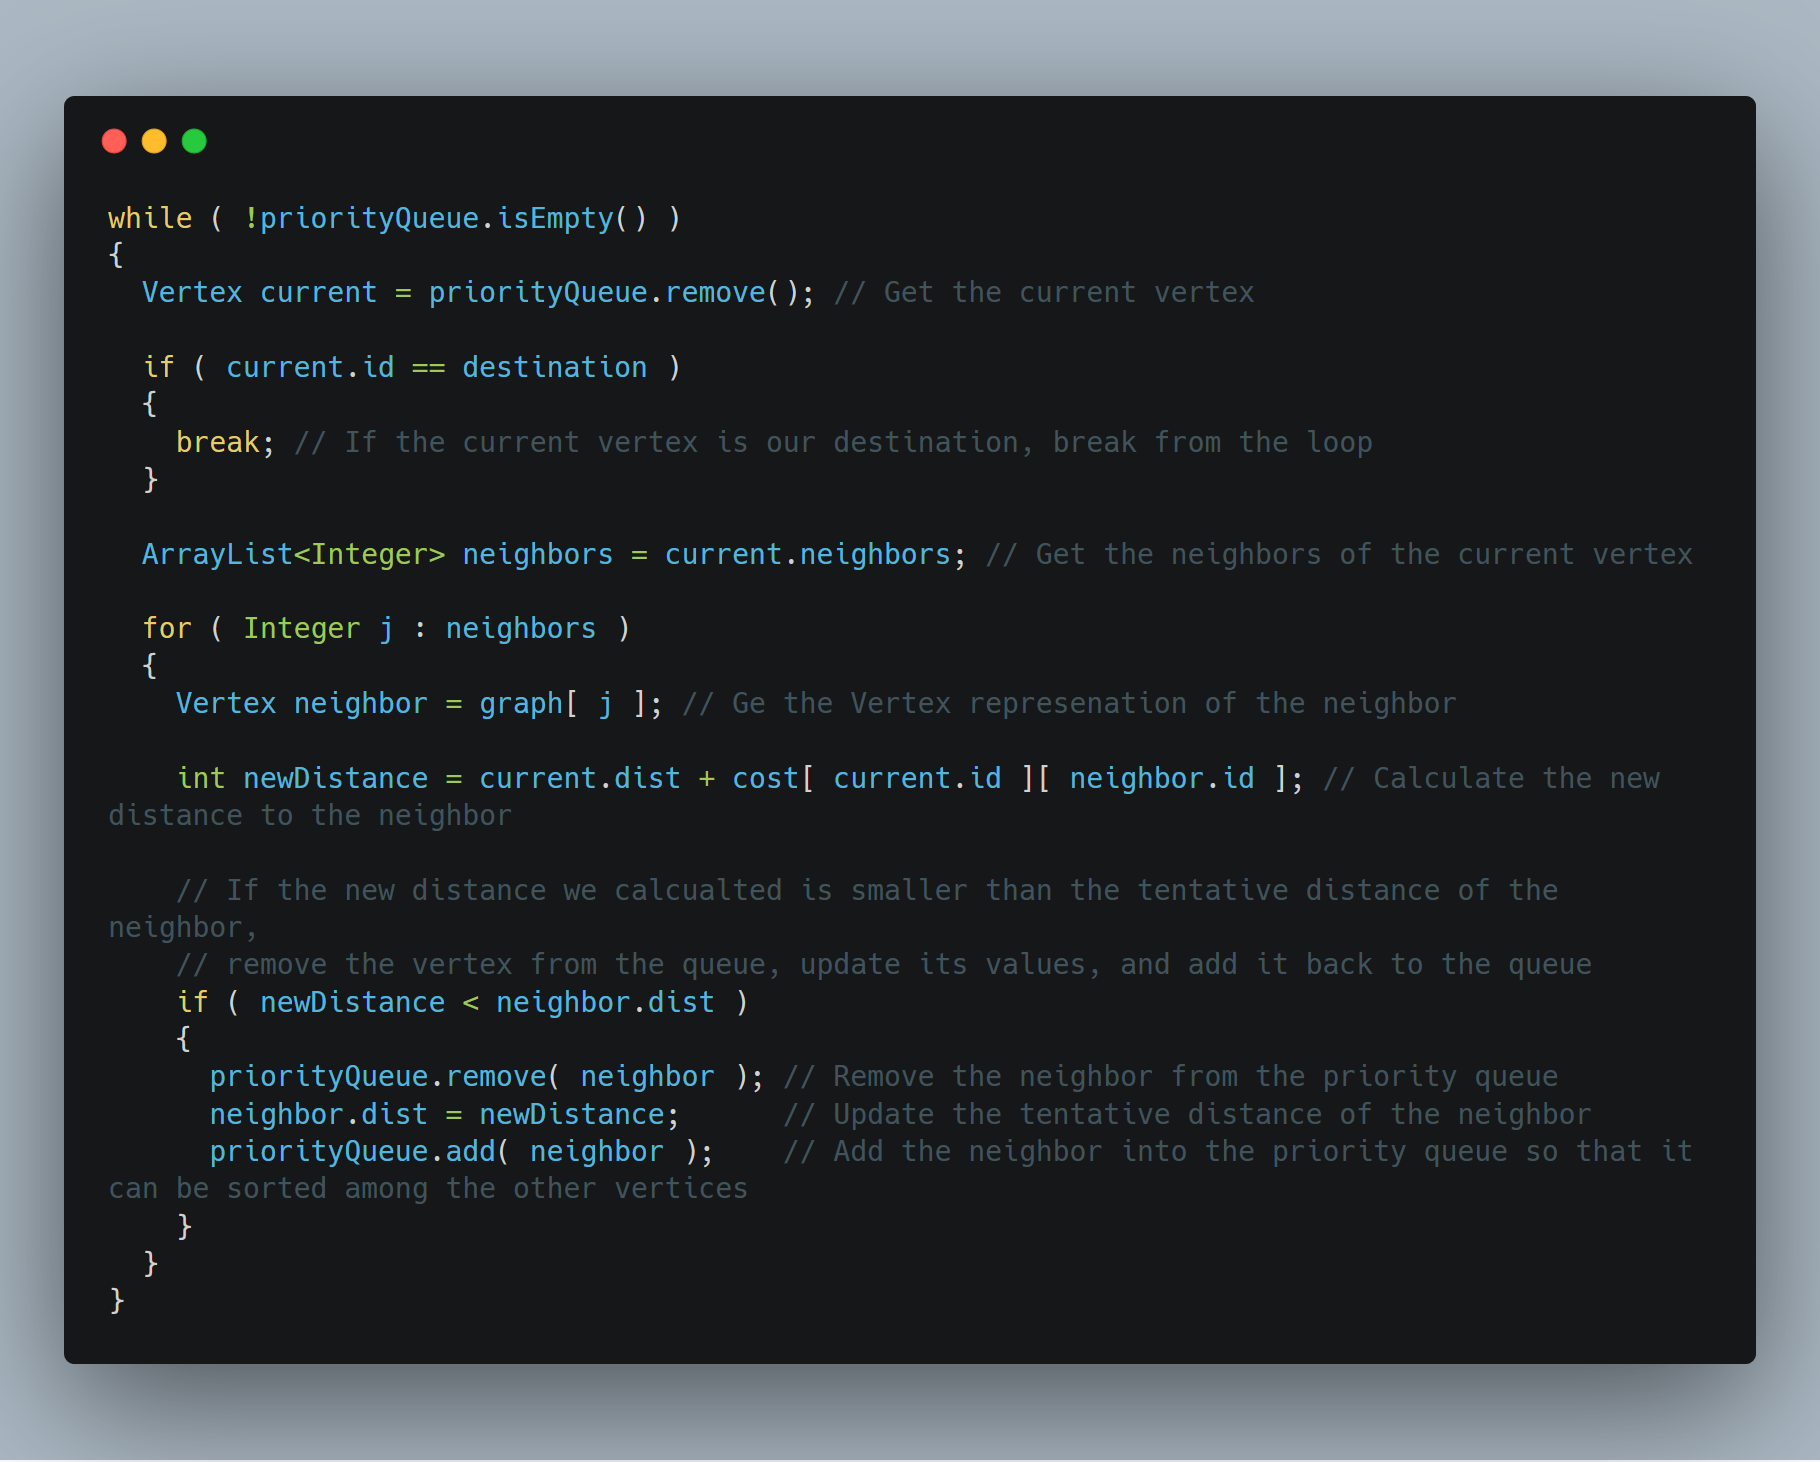 while ( !priorityQueue.isEmpty() )
{
  Vertex current = priorityQueue.remove(); // Get the current vertex

  if ( current.id == destination )
  {
    break; // If the current vertex is our destination, break from the loop
  }

  ArrayList<Integer> neighbors = current.neighbors; // Get the neighbors of the current vertex

  for ( Integer j : neighbors )
  {
    Vertex neighbor = graph[ j ]; // Ge the Vertex represenation of the neighbor

    int newDistance = current.dist + cost[ current.id ][ neighbor.id ]; // Calculate the new
distance to the neighbor

    // If the new distance we calcualted is smaller than the tentative distance of the
neighbor,
    // remove the vertex from the queue, update its values, and add it back to the queue
    if ( newDistance < neighbor.dist )
    {
      priorityQueue.remove( neighbor ); // Remove the neighbor from the priority queue
      neighbor.dist = newDistance;      // Update the tentative distance of the neighbor
      priorityQueue.add( neighbor );    // Add the neighbor into the priority queue so that it
can be sorted among the other vertices
    }
  }
}